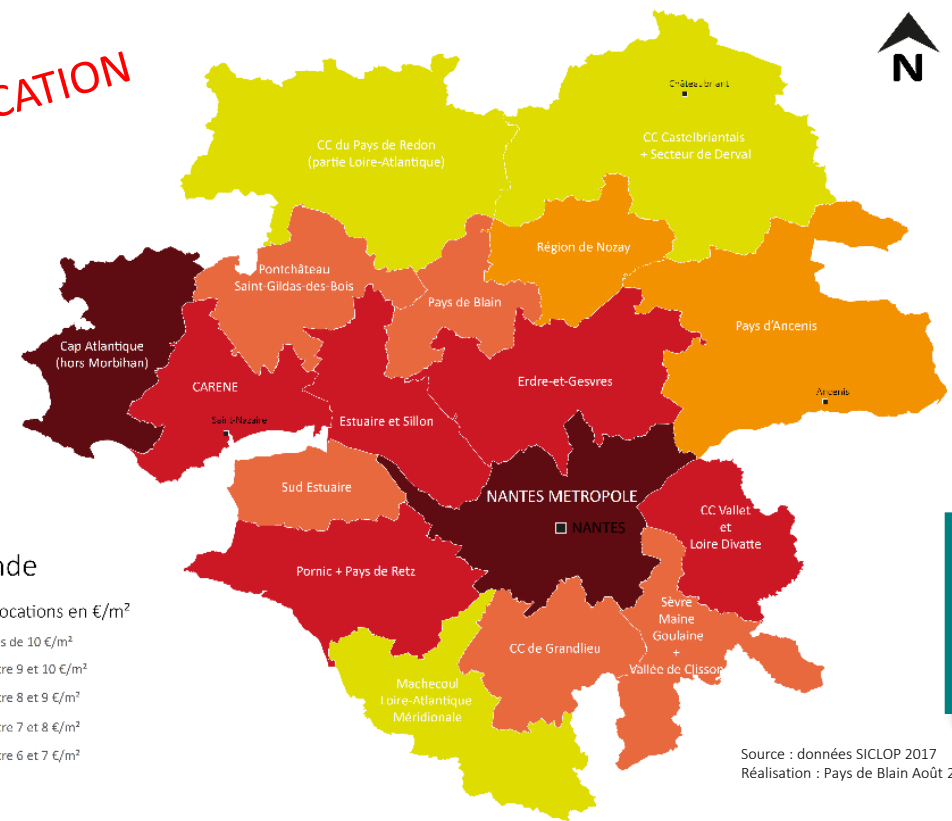 CATION
N
Châteaubriant
CC du Pays de Redon
(partie Loire-Atlantique)
CC Castelbriantais
+ Secteur de Derval
Région de Nozay
Pontchâteau
Saint-Gildas-des-Bois
Pays de Blain
Pays d'Ancenis
Cap Atlantique
(hors Morbihan)
CARENE
Erdre-et-Gesvres
Ancenis
Saint-Nazaire
Estuaire et Sillon
Sud Estuaire
NANTES METROPOLE
NANTES
CC Vallet
et
Loire Divatte
Pornic + Pays de Retz
Sèvre
Maine
Goulaine
+
Vallée de Clisson
CC de Grandlieu
Machecoul
Loire-Atlantique
Méridionale
nde
ocations en €/m²
s de 10 €/m²
tre 9 et 10 €/m²
tre 8 et 9 €/m²
tre 7 et 8 €/m²
tre 6 et 7 €/m²
Source : données SICLOP 2017
Réalisation : Pays de Blain Août 2